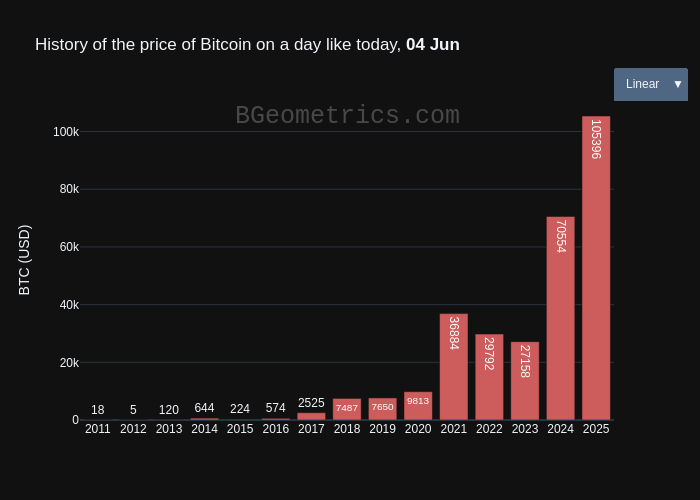 History of the price of Bitcoin on a day like today, 04 Jun
Linear ▼
BGeometrics.com
BTC (USD)
100k
80k
60k
40k
20k
0
18 5 120 644 224 574 2525 7487 7650 9813 36884 29792 27158 70554 105396
2011 2012 2013 2014 2015 2016 2017 2018 2019 2020 2021 2022 2023 2024 2025